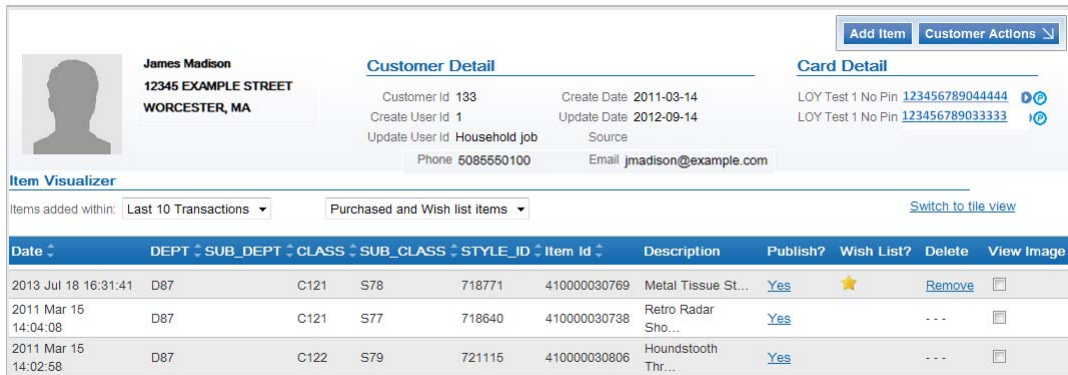 Add Item Customer Actions
James Madison
12345 EXAMPLE STREET
WORCESTER, MA
Customer Detail
Customer Id 133 Create Date 2011-03-14
Create User Id 1 Update Date 2012-09-14
Update User Id Household job Source
Phone 5085550100 Email jmadison@example.com
Card Detail
LOY Test 1 No Pin 123456789044444 P
LOY Test 1 No Pin 123456789033333 P
Item Visualizer
Items added within: Last 10 Transactions Purchased and Wish list items Switch to tile view
Date DEPT SUB_DEPT CLASS SUB_CLASS STYLE_ID Item Id Description Publish? Wish List? Delete View Image
2013 Jul 18 16:31:41 D87 C121 S78 718771 410000030769 Metal Tissue St... Yes Remove
2011 Mar 15
14:04:08 D87 C121 S77 718640 410000030738 Retro Radar
Sho... Yes - - -
2011 Mar 15
14:02:58 D87 C122 S79 721115 410000030806 Houndstooth
Thr... Yes - - -